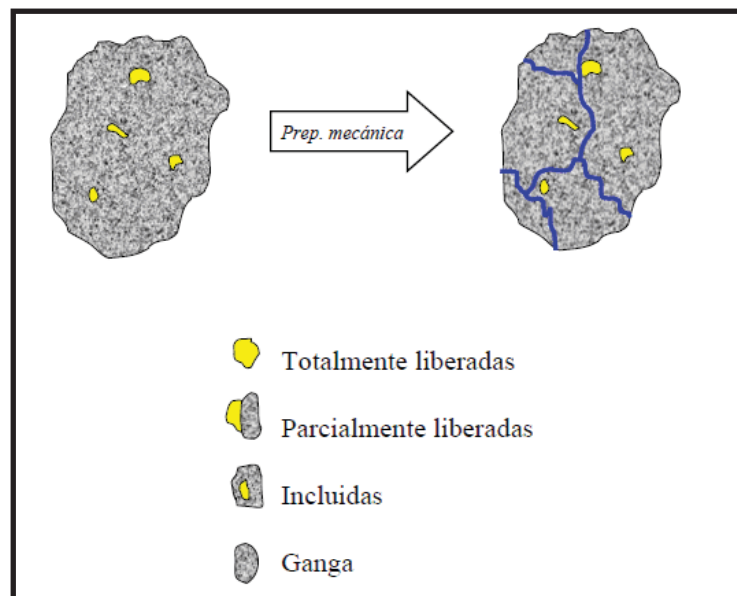 Prep. mecánica
Totalmente liberadas
Parcialmente liberadas
Incluidas
Ganga